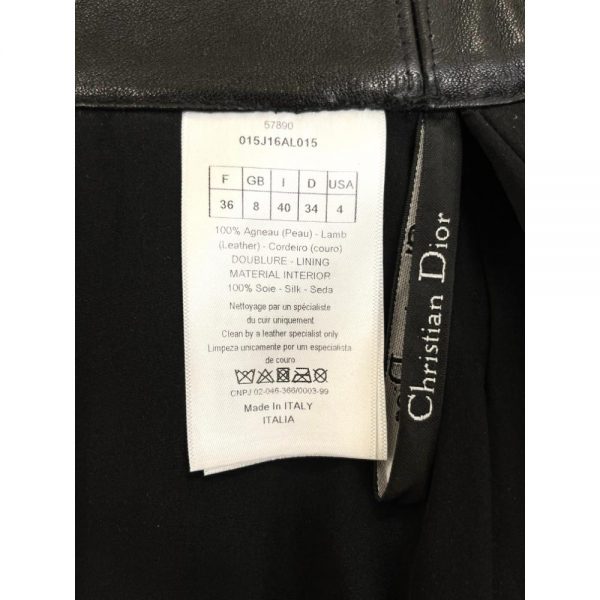 57890
015J16AL015
F GB I D USA
36 8 40 34 4
100% Agneau (Peau) - Lamb
(Leather) - Cordeiro (couro)
DOUBLURE - LINING
MATERIAL INTERIOR
100% Soie - Silk - Seda
Nettoyage par un spécialiste
du cuir uniquement
Clean by a leather specialist only
Limpeza unicamente por um especialista
de couro
CNPJ 02-046-366/0003-99
Made In ITALY
ITALIA
Christian Dior